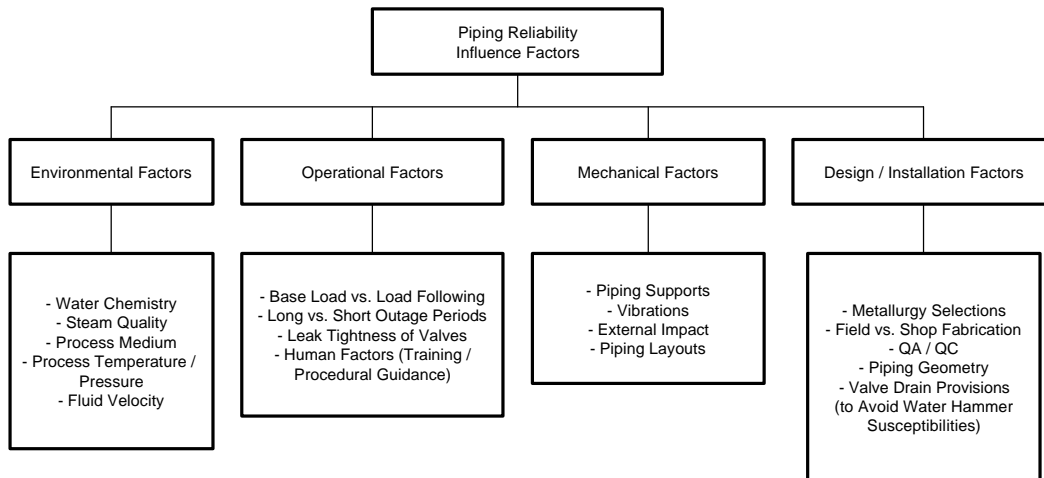 Piping Reliability
Influence Factors
Environmental Factors
Operational Factors
Mechanical Factors
Design / Installation Factors
- Water Chemistry
- Steam Quality
- Process Medium
- Process Temperature /
Pressure
- Fluid Velocity
- Base Load vs. Load Following
- Long vs. Short Outage Periods
- Leak Tightness of Valves
- Human Factors (Training /
Procedural Guidance)
- Piping Supports
- Vibrations
- External Impact
- Piping Layouts
- Metallurgy Selections
- Field vs. Shop Fabrication
- QA / QC
- Piping Geometry
- Valve Drain Provisions
(to Avoid Water Hammer
Susceptibilities)